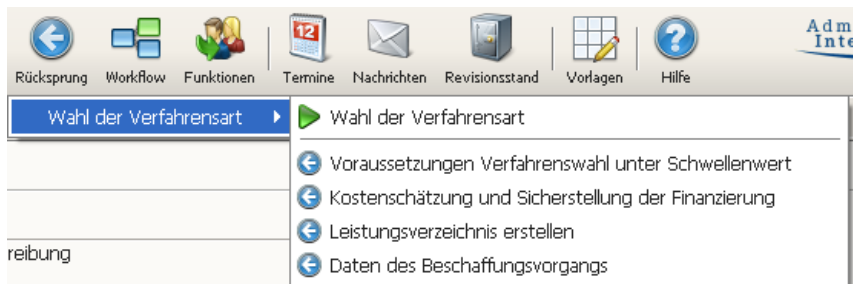 Adm
Inte
12
Rücksprung Workflow Funktionen Termine Nachrichten Revisionsstand Vorlagen Hilfe
Wahl der Verfahrensart Wahl der Verfahrensart
Voraussetzungen Verfahrenswahl unter Schwellenwert
Kostenschätzung und Sicherstellung der Finanzierung
Leistungsverzeichnis erstellen
reibung
Daten des Beschaffungsvorgangs